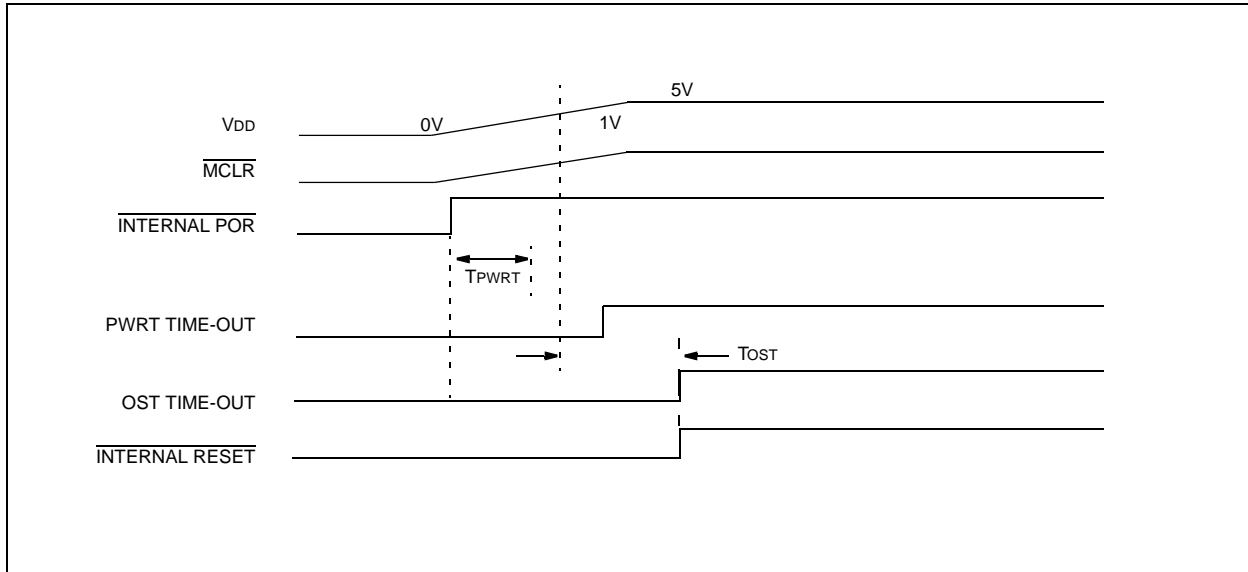 5V
VDD
0V
1V
MCLR
INTERNAL POR
TPWRT
PWRT TIME-OUT
TOST
OST TIME-OUT
INTERNAL RESET